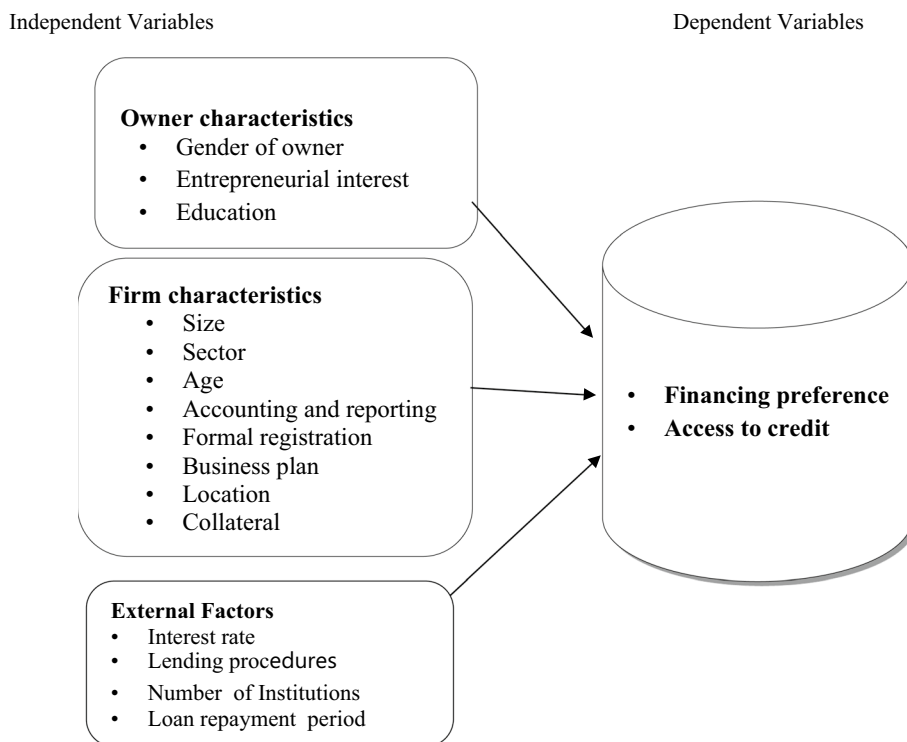 Independent Variables
Dependent Variables
Owner characteristics
• Gender of owner
• Entrepreneurial interest
• Education
Firm characteristics
• Size
• Sector
• Age
• Accounting and reporting
• Formal registration
• Business plan
• Location
• Collateral
• Financing preference
• Access to credit
External Factors
• Interest rate
• Lending procedures
• Number of Institutions
• Loan repayment period